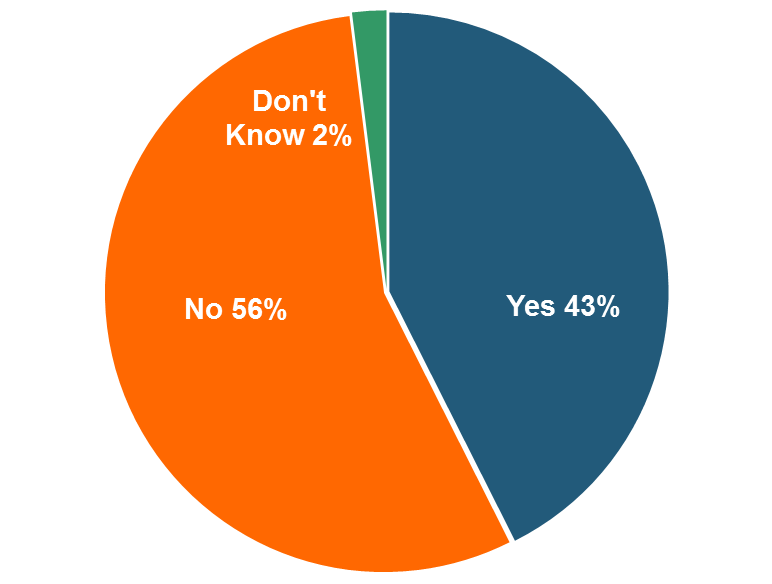 Don't
Know 2%
No 56%
Yes 43%